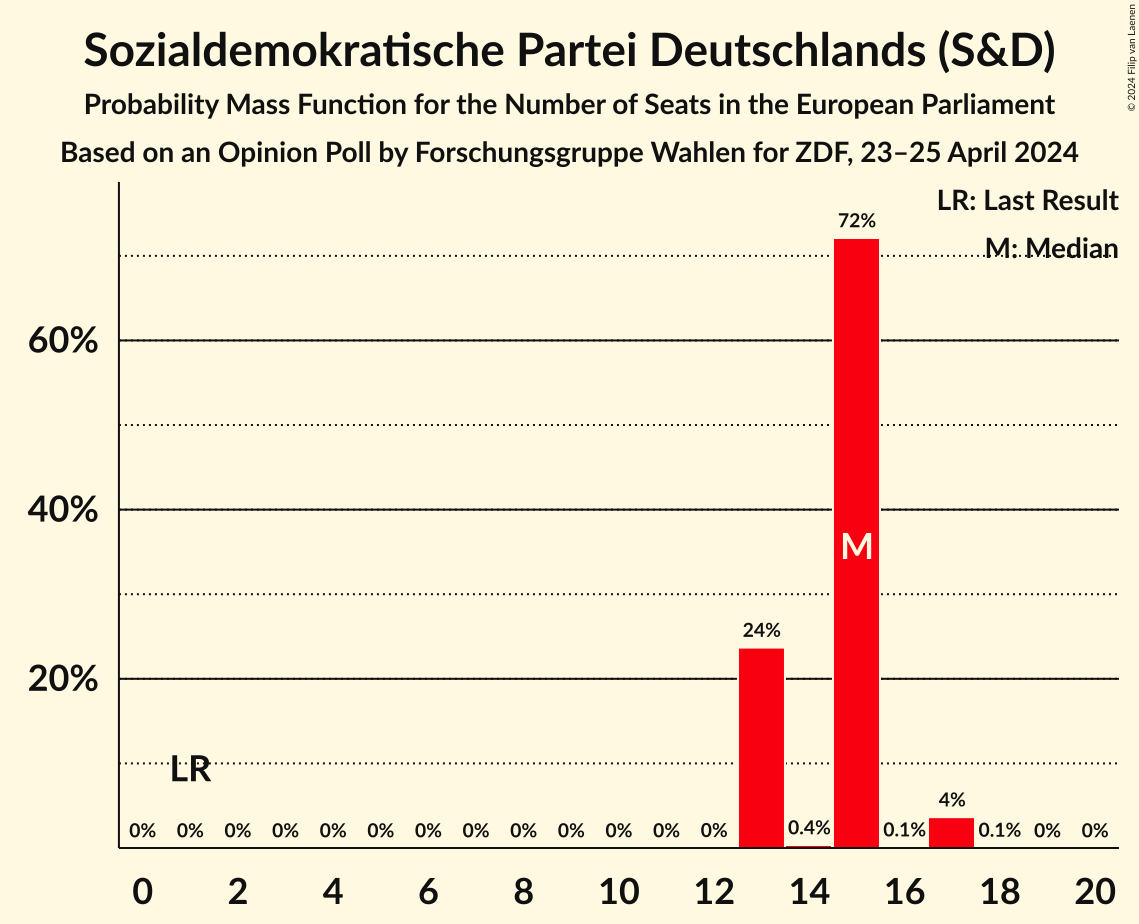 Sozialdemokratische Partei Deutschlands (S&D)
Probability Mass Function for the Number of Seats in the European Parliament
Based on an Opinion Poll by Forschungsgruppe Wahlen for ZDF, 23–25 April 2024
© 2024 Filip van Laenen
LR: Last Result
M: Median
72%
60%
40%
M
24%
20%
LR
4%
0% 0% 0% 0% 0% 0% 0% 0% 0% 0% 0% 0% 0% 0.4% 0.1% 0.1% 0% 0%
0 2 4 6 8 10 12 14 16 18 20